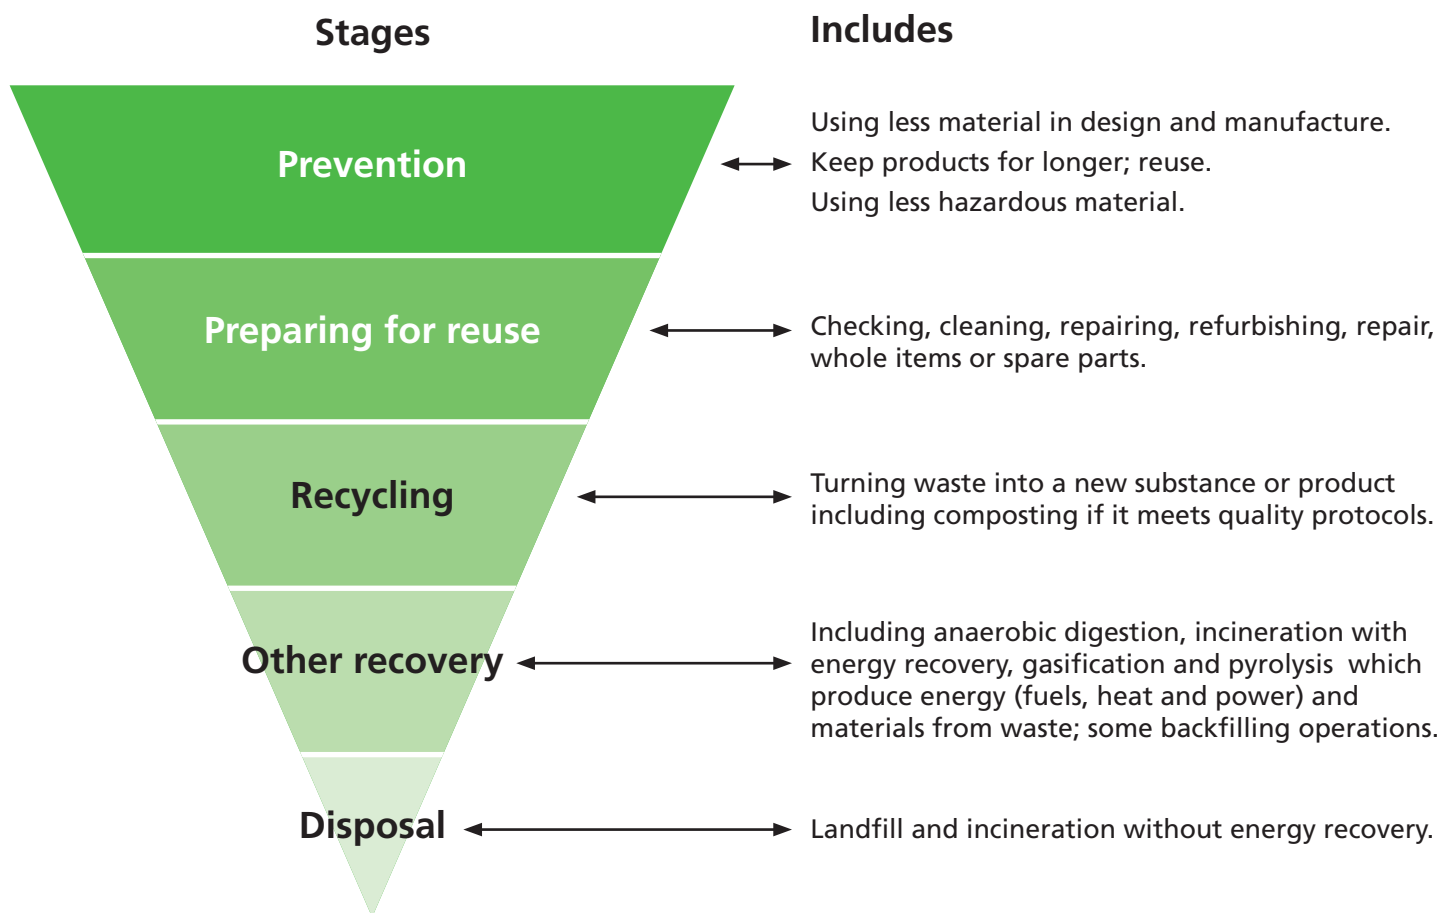 Stages
Includes
Prevention
Using less material in design and manufacture.
Keep products for longer; reuse.
Using less hazardous material.
Preparing for reuse
Checking, cleaning, repairing, refurbishing, repair,
whole items or spare parts.
Recycling
Turning waste into a new substance or product
including composting if it meets quality protocols.
Other recovery
Including anaerobic digestion, incineration with
energy recovery, gasification and pyrolysis  which
produce energy (fuels, heat and power) and
materials from waste; some backfilling operations.
Disposal
Landfill and incineration without energy recovery.